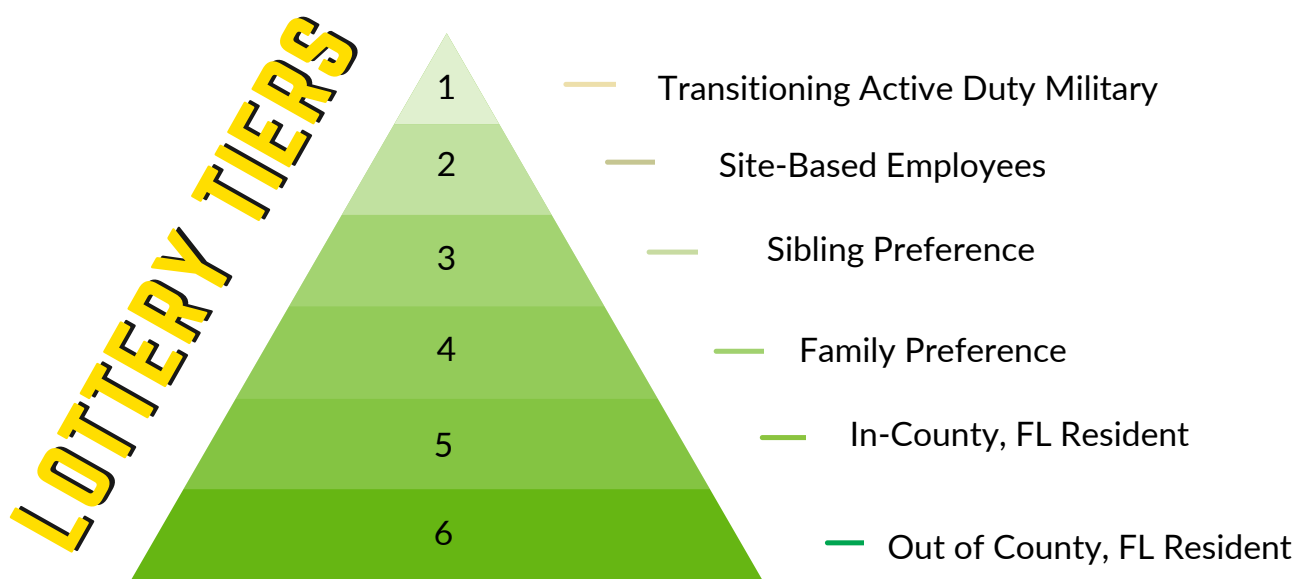 LOTTERY TIERS
1
Transitioning Active Duty Military
2
Site-Based Employees
3
Sibling Preference
4
Family Preference
5
In-County, FL Resident
6
Out of County, FL Resident